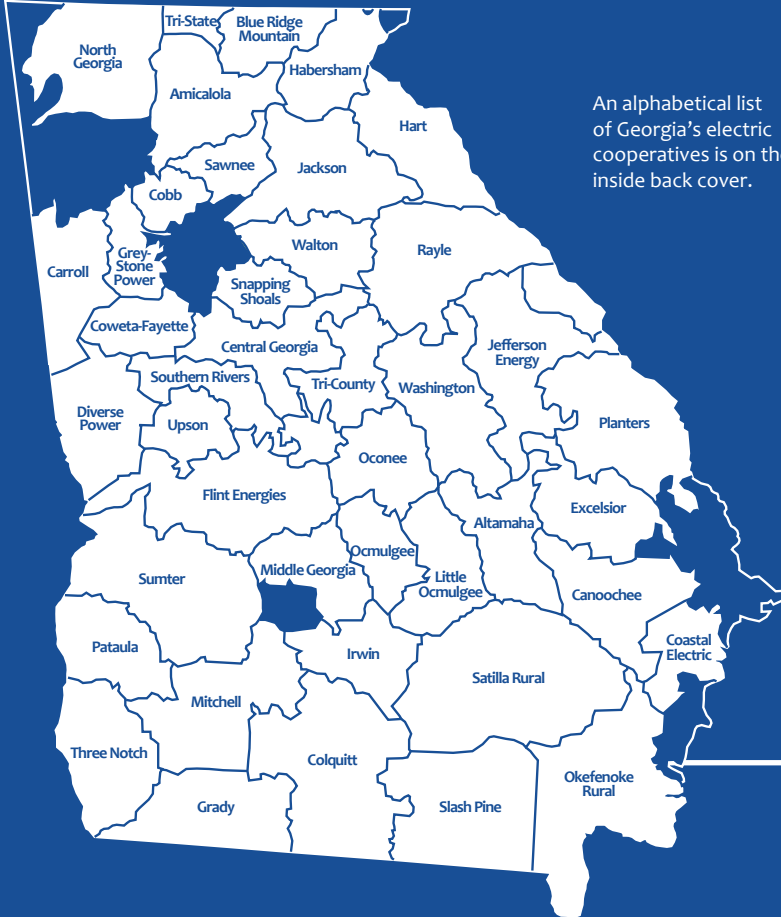 Tri-State
Blue Ridge
Mountain
North
Georgia
Habersham
Amicalola
An alphabetical list
of Georgia's electric
cooperatives is on the
inside back cover.
Hart
Sawnee
Jackson
Cobb
Walton
Rayle
Grey-
Stone
Power
Carroll
Snapping
Shoals
Coweta-Fayette
Central Georgia
Jefferson
Energy
Southern Rivers
Tri-County
Washington
Diverse
Power
Upson
Planters
Oconee
Flint Energies
Excelsior
Altamaha
Ocmulgee
Middle Georgia
Sumter
Little
Ocmulgee
Canoochee
Pataula
Irwin
Coastal
Electric
Satilla Rural
Mitchell
Three Notch
Colquitt
Okefenoke
Rural
Grady
Slash Pine